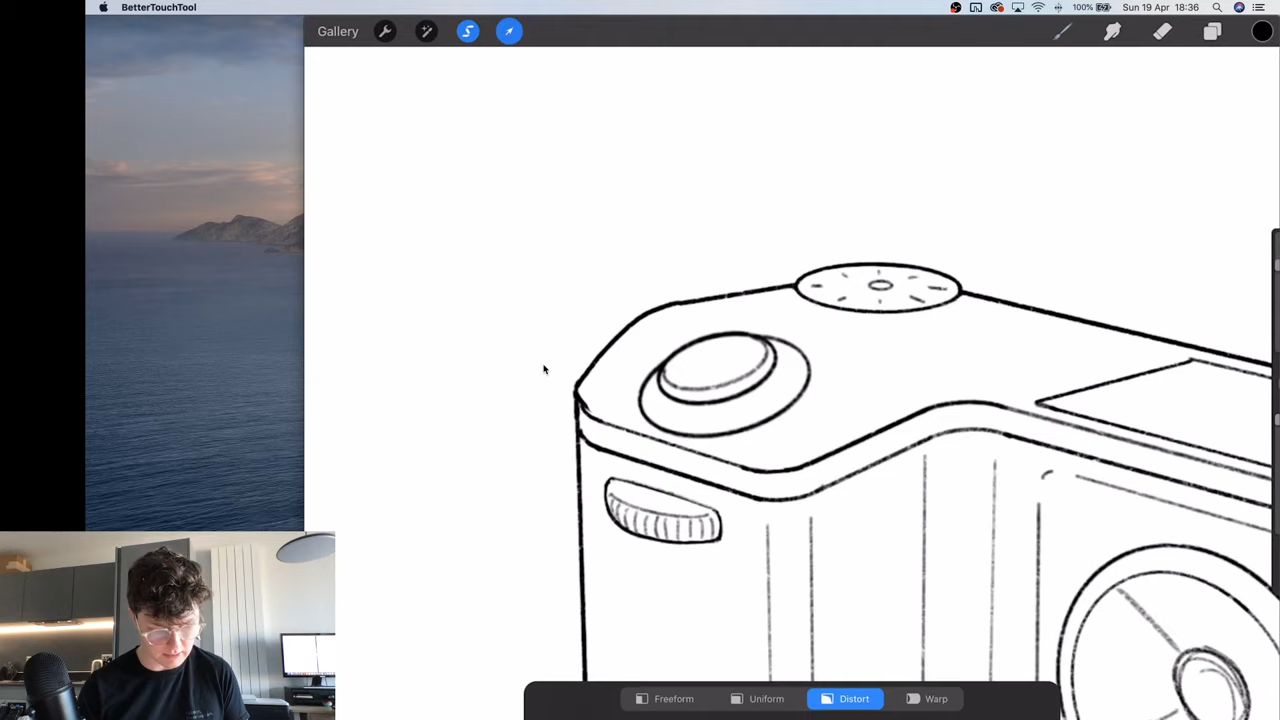 BetterTouchTool
100%
Sun 19 Apr 18:36
Gallery
Freeform
Uniform
Distort
Warp